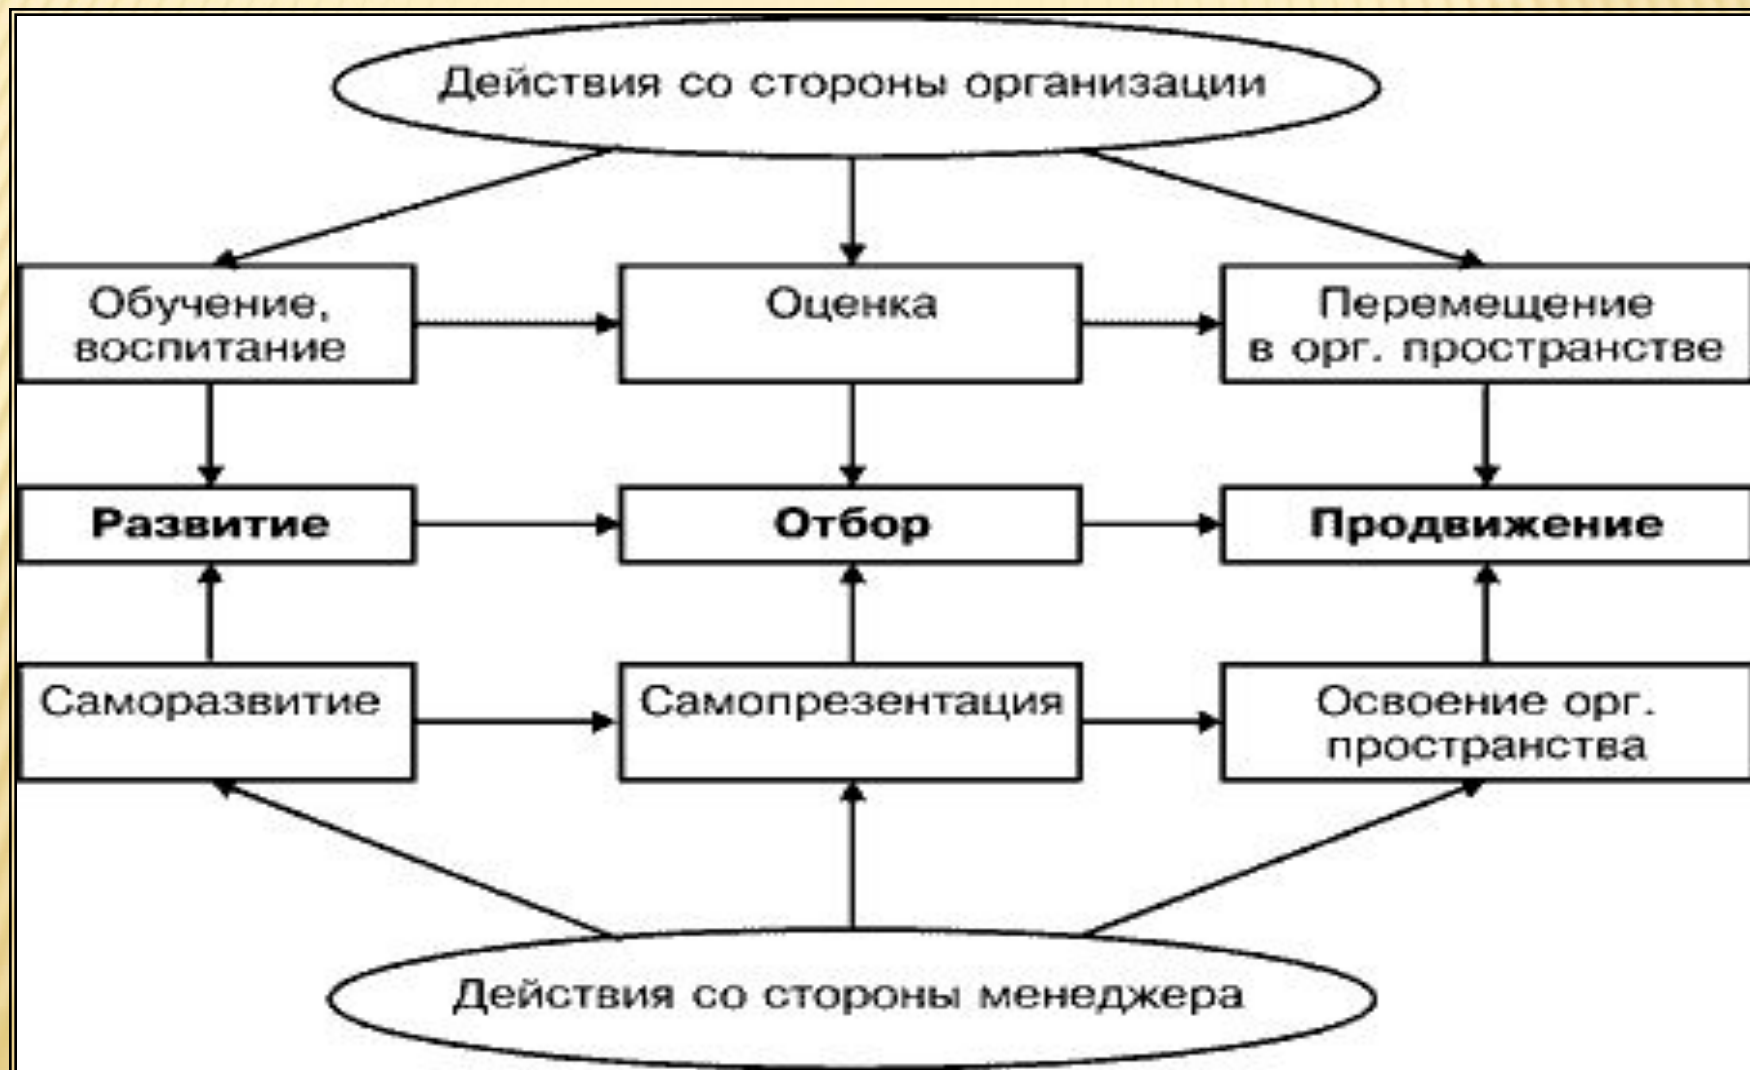 Действия со стороны организации
Обучение,
воспитание
Оценка
Перемещение
в орг. пространстве
Развитие
Отбор
Продвижение
Саморазвитие
Самопрезентация
Освоение орг.
пространства
Действия со стороны менеджера